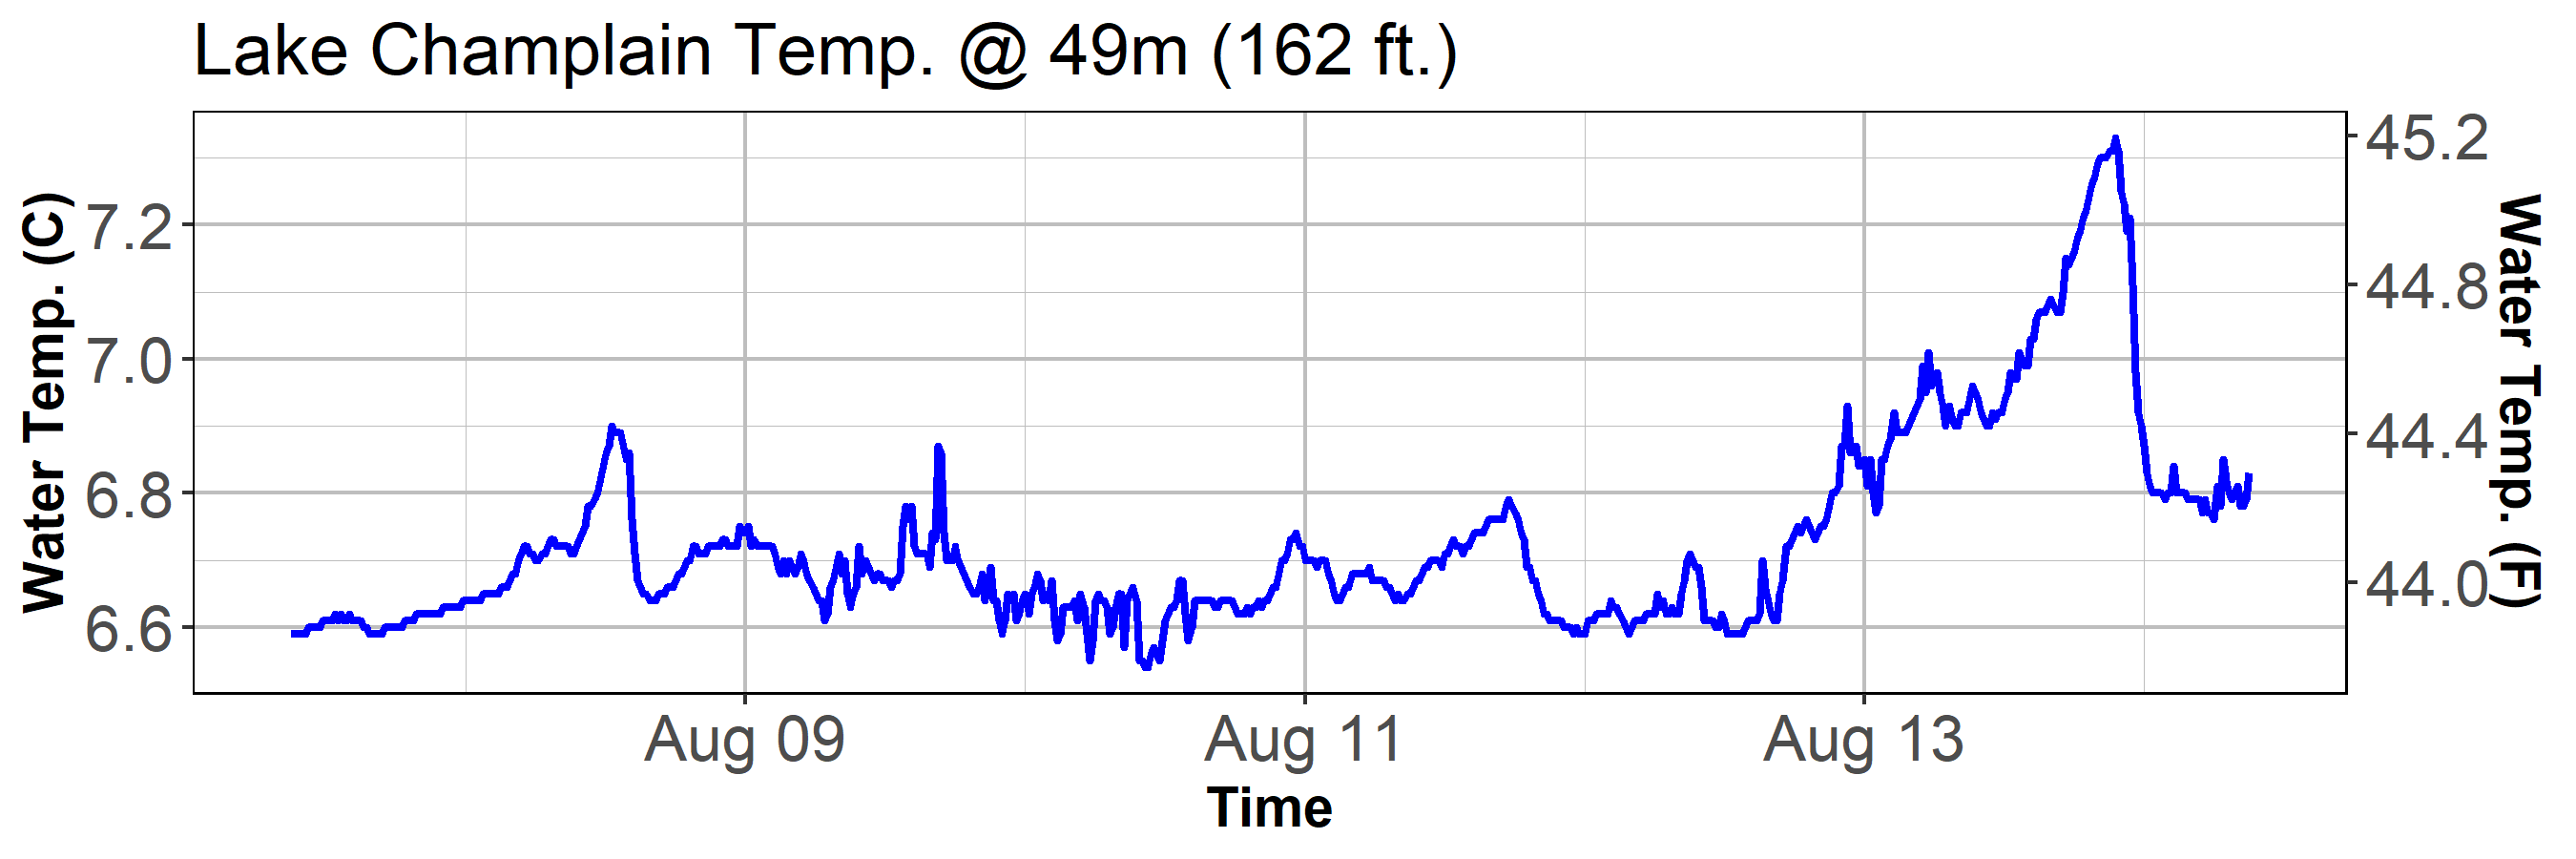 Lake Champlain Temp. @ 49m (162 ft.)
Water Temp. (C)
7.2
7.0
6.8
6.6
45.2
44.8
44.4
44.0
Water Temp. (F)
Aug 09
Aug 11
Aug 13
Time